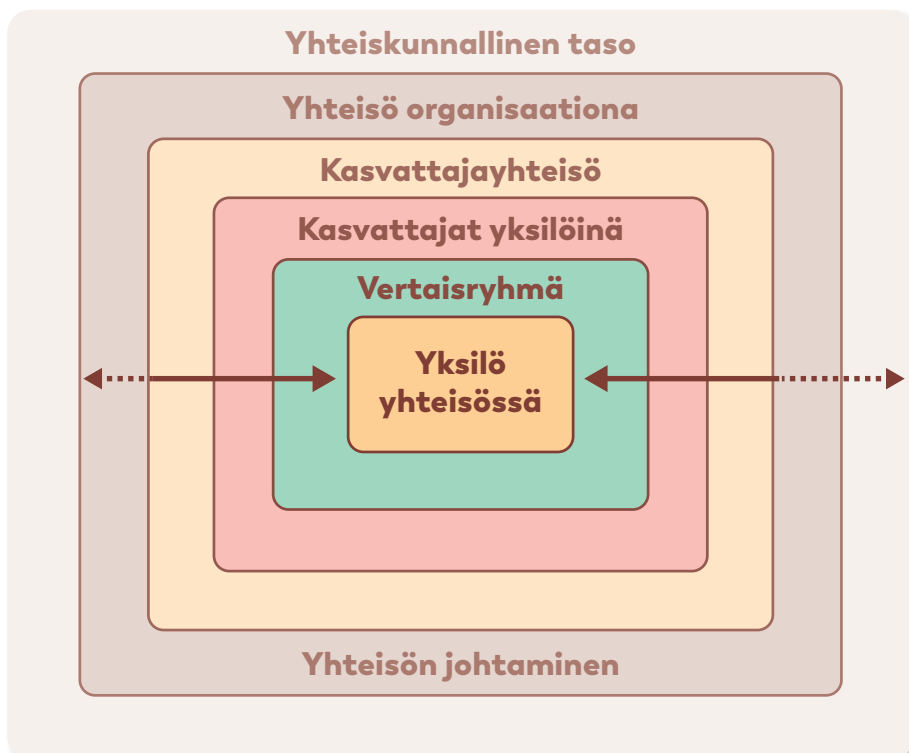 Yhteiskunnallinen taso
Yhteisö organisaationa
Kasvattajayhteisö
Kasvattajat yksilöinä
Vertaisryhmä
Yksilö
yhteisössä
Yhteisön johtaminen